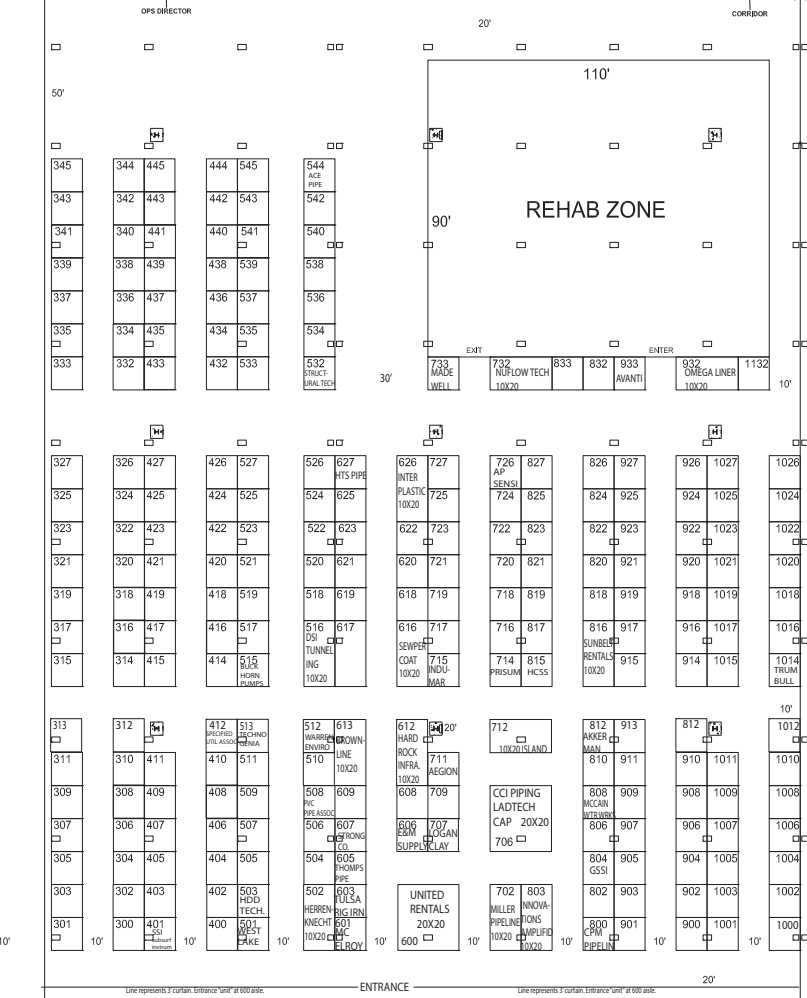 OPS DIRECTOR
CORRIDOR
20'
110'
50'
345 344 445 444 545 544
ACE
PIPE
343 342 443 442 543 542
REHAB ZONE
90'
341 340 441 440 541 540
339 338 439 438 539 538
337 336 437 436 537 536
335 334 435 434 535 534
EXIT ENTER
333 332 433 432 533 532 733 732 833 832 933 932 1132
STRUCT-
URAL TECH
MADE
WELL
NUFLOW TECH
10X20
AVANTI
OMEGA LINER
10X20
30'
10'
327 326 427 426 527 526 627 626 727 726 827 826 927 926 1027 1026
HTS PIPE
INTER
PLASTIC
10X20
AP
SENSI
325 324 425 424 525 524 625 725 724 825 824 925 924 1025 1024
323 322 423 422 523 522 623 622 723 722 823 822 923 922 1023 1022
321 320 421 420 521 520 621 620 721 720 821 820 921 920 1021 1020
319 318 419 418 519 518 619 618 719 718 819 818 919 918 1019 1018
317 316 417 416 517 516 617 616 717 716 817 816 917 916 1017 1016
DSI
TUNNEL
ING
10X20
SEWPER
COAT
10X20
SUNBELT
RENTALS
10X20
315 314 415 414 515 715 714 815 915 914 1015 1014
BUCK
HORN
PUMPS
INDU-
MAR
PRISUM
HCSS
TRUM
BULL
10'
313 312 412 513 512 613 612 20' 712 812 913 812 1012
SPECIFIED
UTIL ASSOC
TECHNO
GENIA
WARREN
ENVIRO
BROWN-
LINE
10X20
HARD
ROCK
INFRA.
10X20
10X20 ISLAND
AKKER
MAN
311 310 411 410 511 510 711 810 911 910 1011 1010
AEGION
309 308 409 408 509 508 609 608 709 808 909 908 1009 1008
PVC
PIPE ASSOC
CCI PIPING
LADTECH
CAP 20X20
706
MCCAIN
WTR WRKS
307 306 407 406 507 506 607 606 707 806 907 906 1007 1006
STRONG
CO.
E&M
SUPPLY
LOGAN
CLAY
305 304 405 404 505 504 605 804 905 904 1005 1004
THOMPS
PIPE
GSSI
303 302 403 402 503 502 603 702 803 802 903 902 1003 1002
HDD
TECH.
HERREN-
KNECHT
10X20
TULSA
RIG IRN
UNITED
RENTALS
20X20
600
MILLER
PIPELINE
10X20
INNOVA-
TIONS
AMPLIFID
10X20
301 300 401 400 501 601 800 901 900 1001 1000
SSI
subsurf
instrum
WEST
LAKE
MC
ELROY
CPM
PIPELIN
10' 10' 10' 10' 10' 10' 10' 10'
20'
ENTRANCE
Line represents 3' curtain. Entrance "unit" at 600 aisle.
Line represents 3' curtain. Entrance "unit" at 600 aisle.